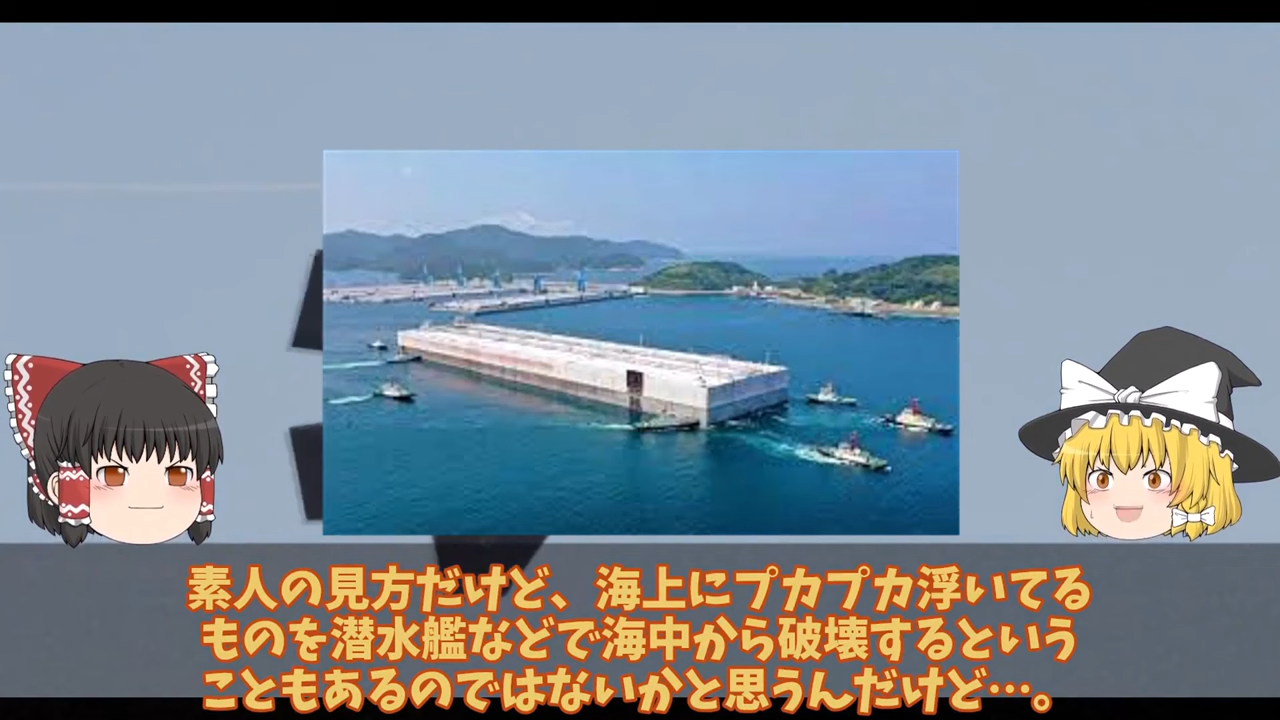 素人の見方だけど、海上にプカプカ浮いてる
ものを潜水艦などで海中から破壊するという
こともあるのではないかと思うんだけど…。